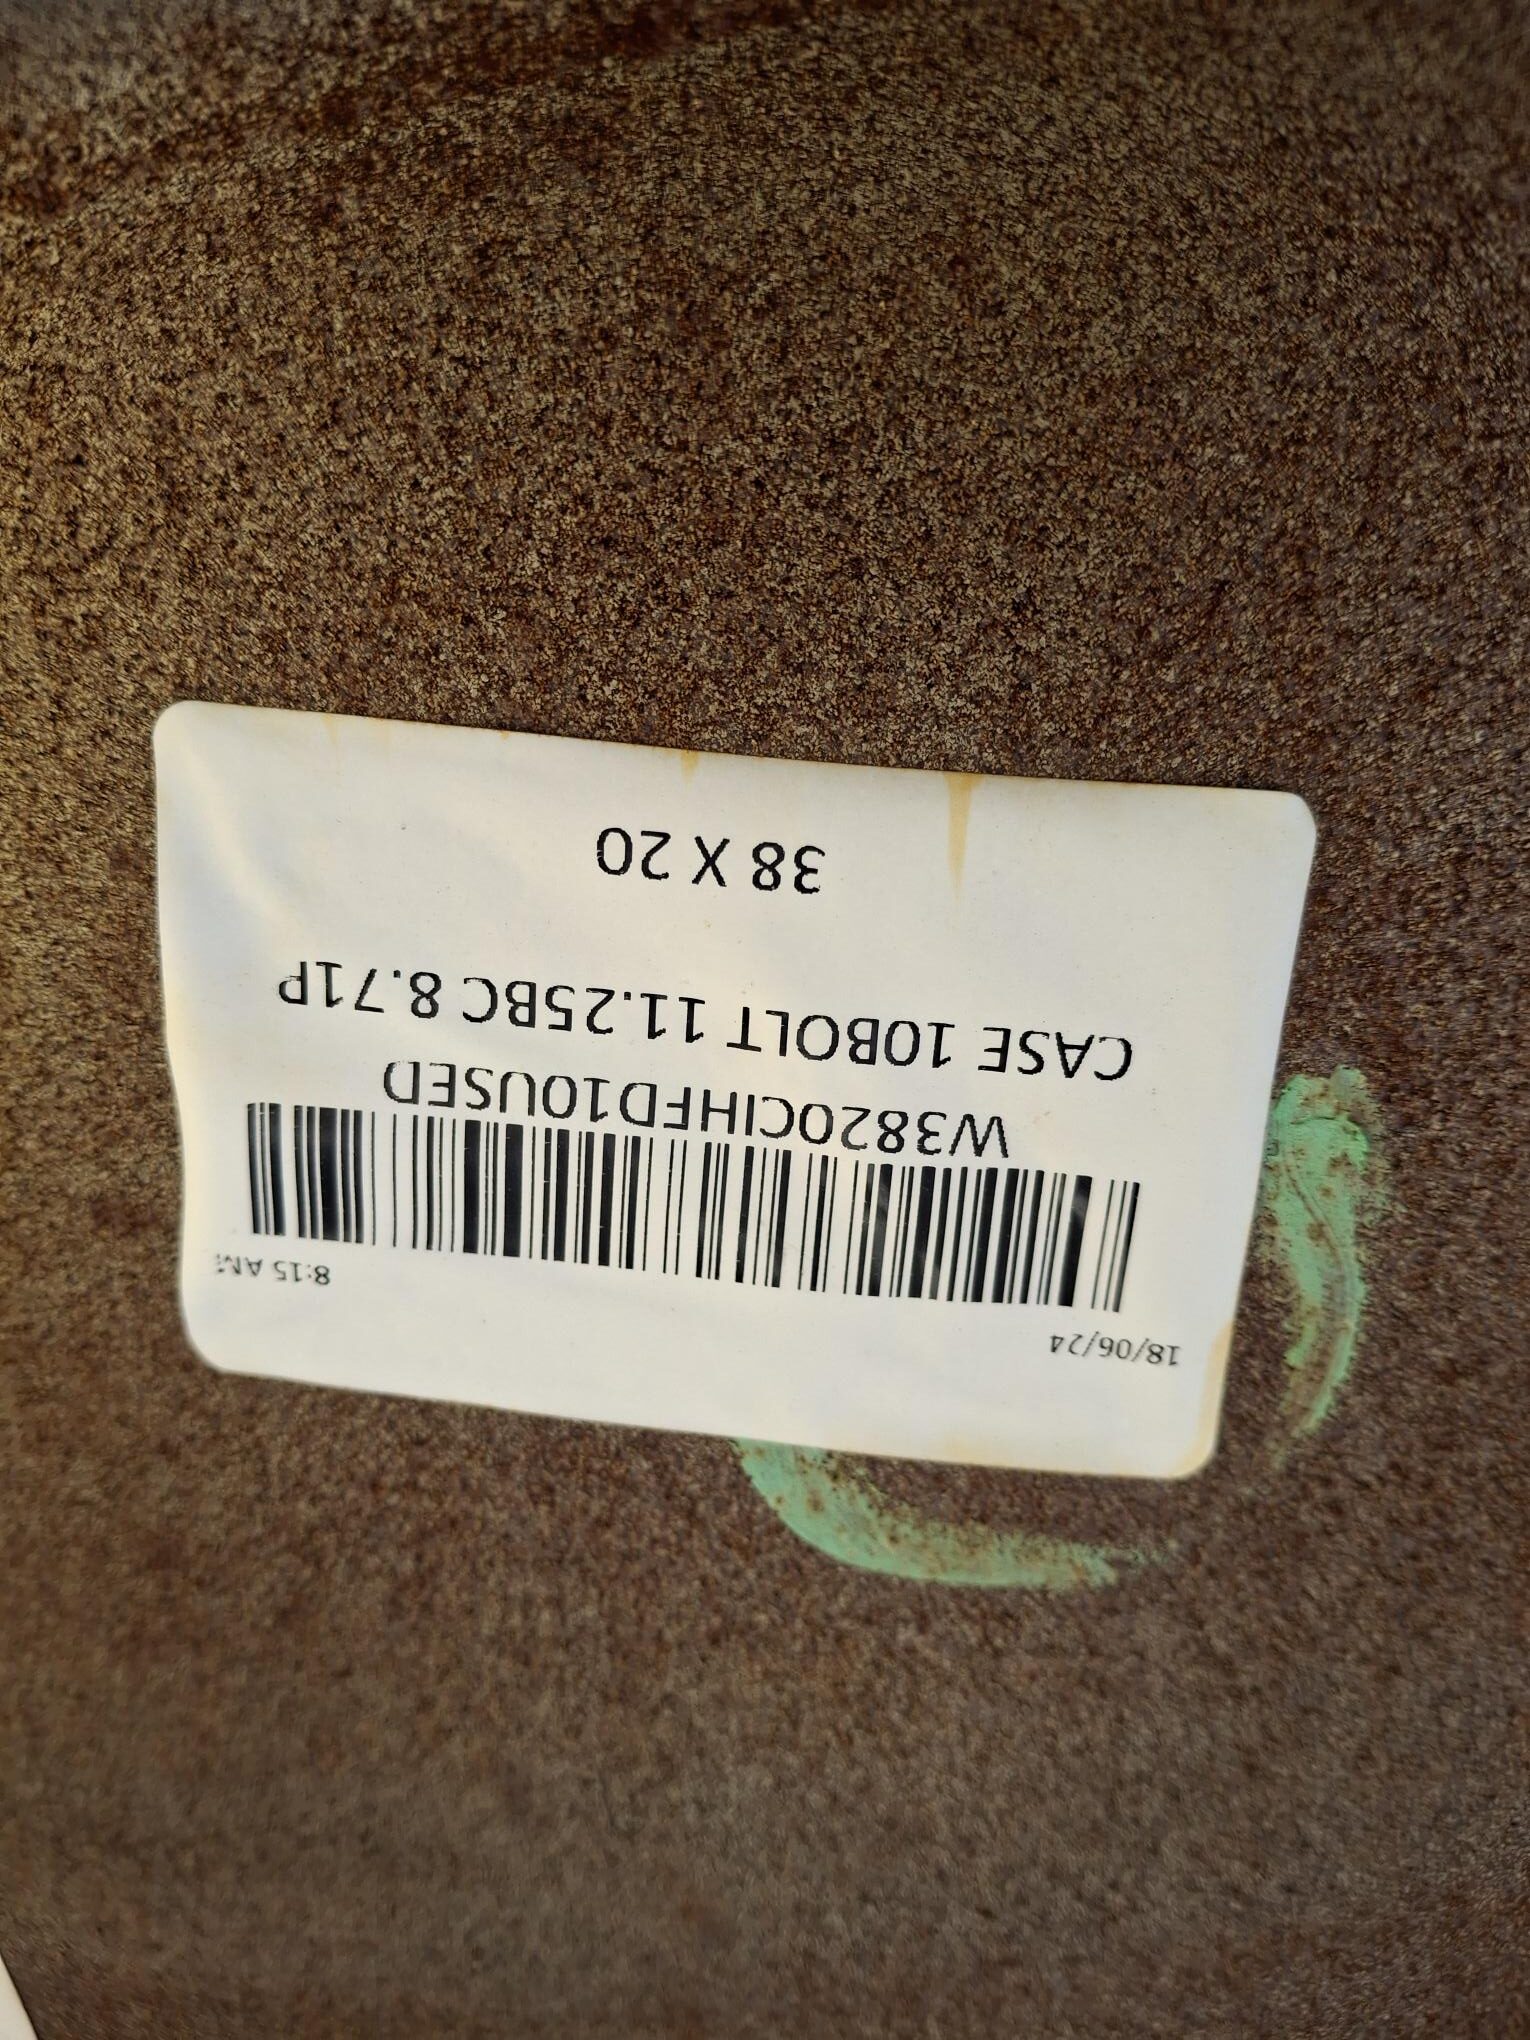 18/06/24 8:15 AM
W3820CIHFD10USED
CASE 10BOLT 11.25BC 8.71P
38 X 20